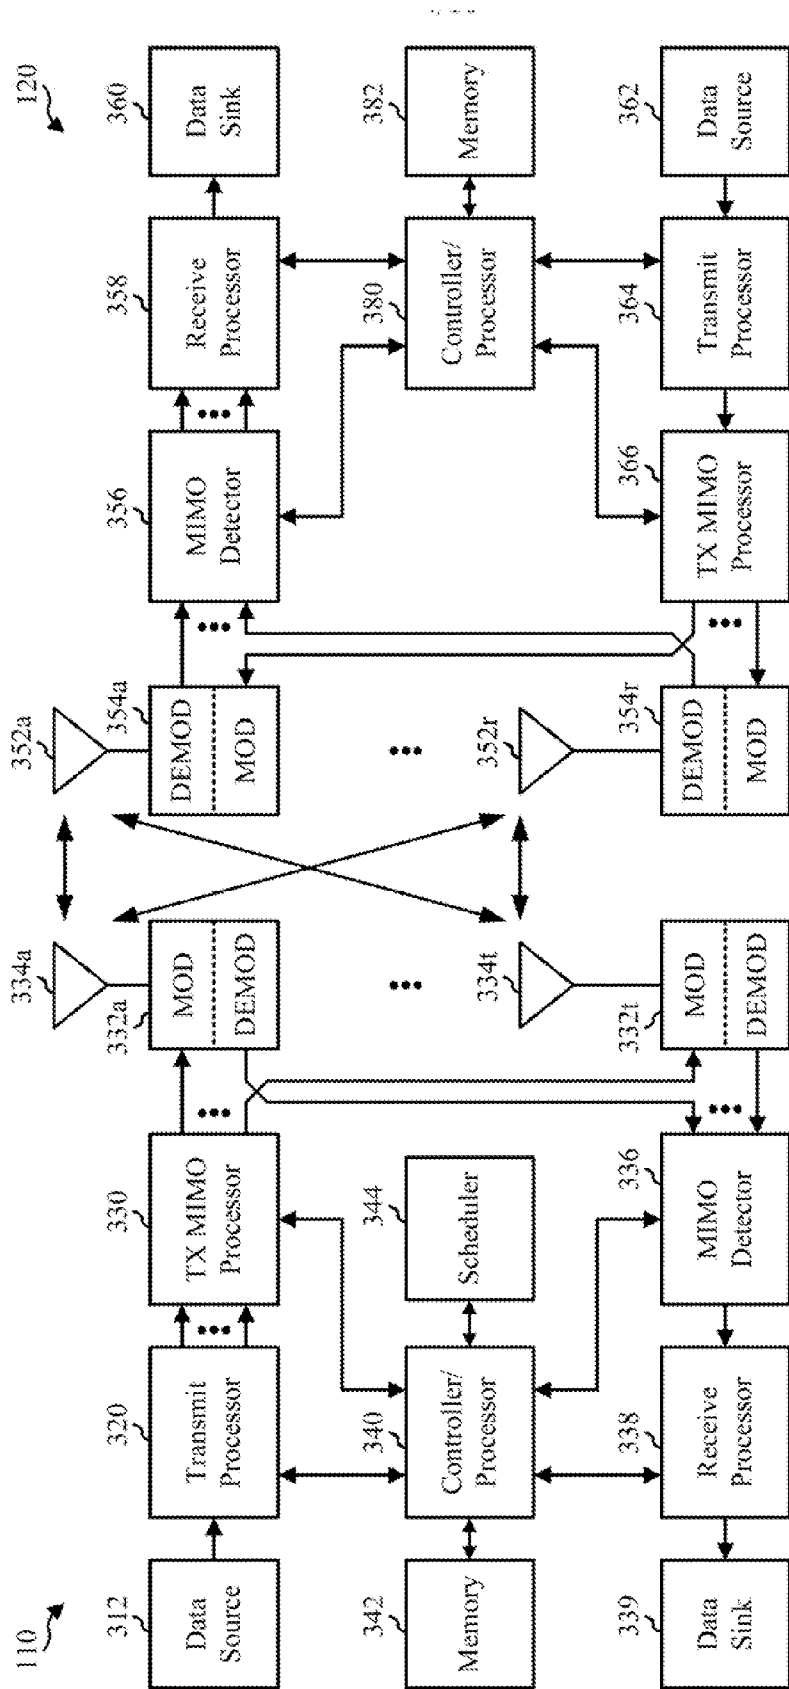 110
312
Data
Source
320
Transmit
Processor
330
TX MIMO
Processor
332a
MOD
DEMOD
334a
352a
354a
DEMOD
MOD
356
MIMO
Detector
358
Receive
Processor
360
Data
Sink
120
342
Memory
340
Controller/
Processor
344
Scheduler
334t
352r
380
Controller/
Processor
382
Memory
339
Data
Sink
338
Receive
Processor
336
MIMO
Detector
332t
MOD
DEMOD
354r
DEMOD
MOD
366
TX MIMO
Processor
364
Transmit
Processor
362
Data
Source